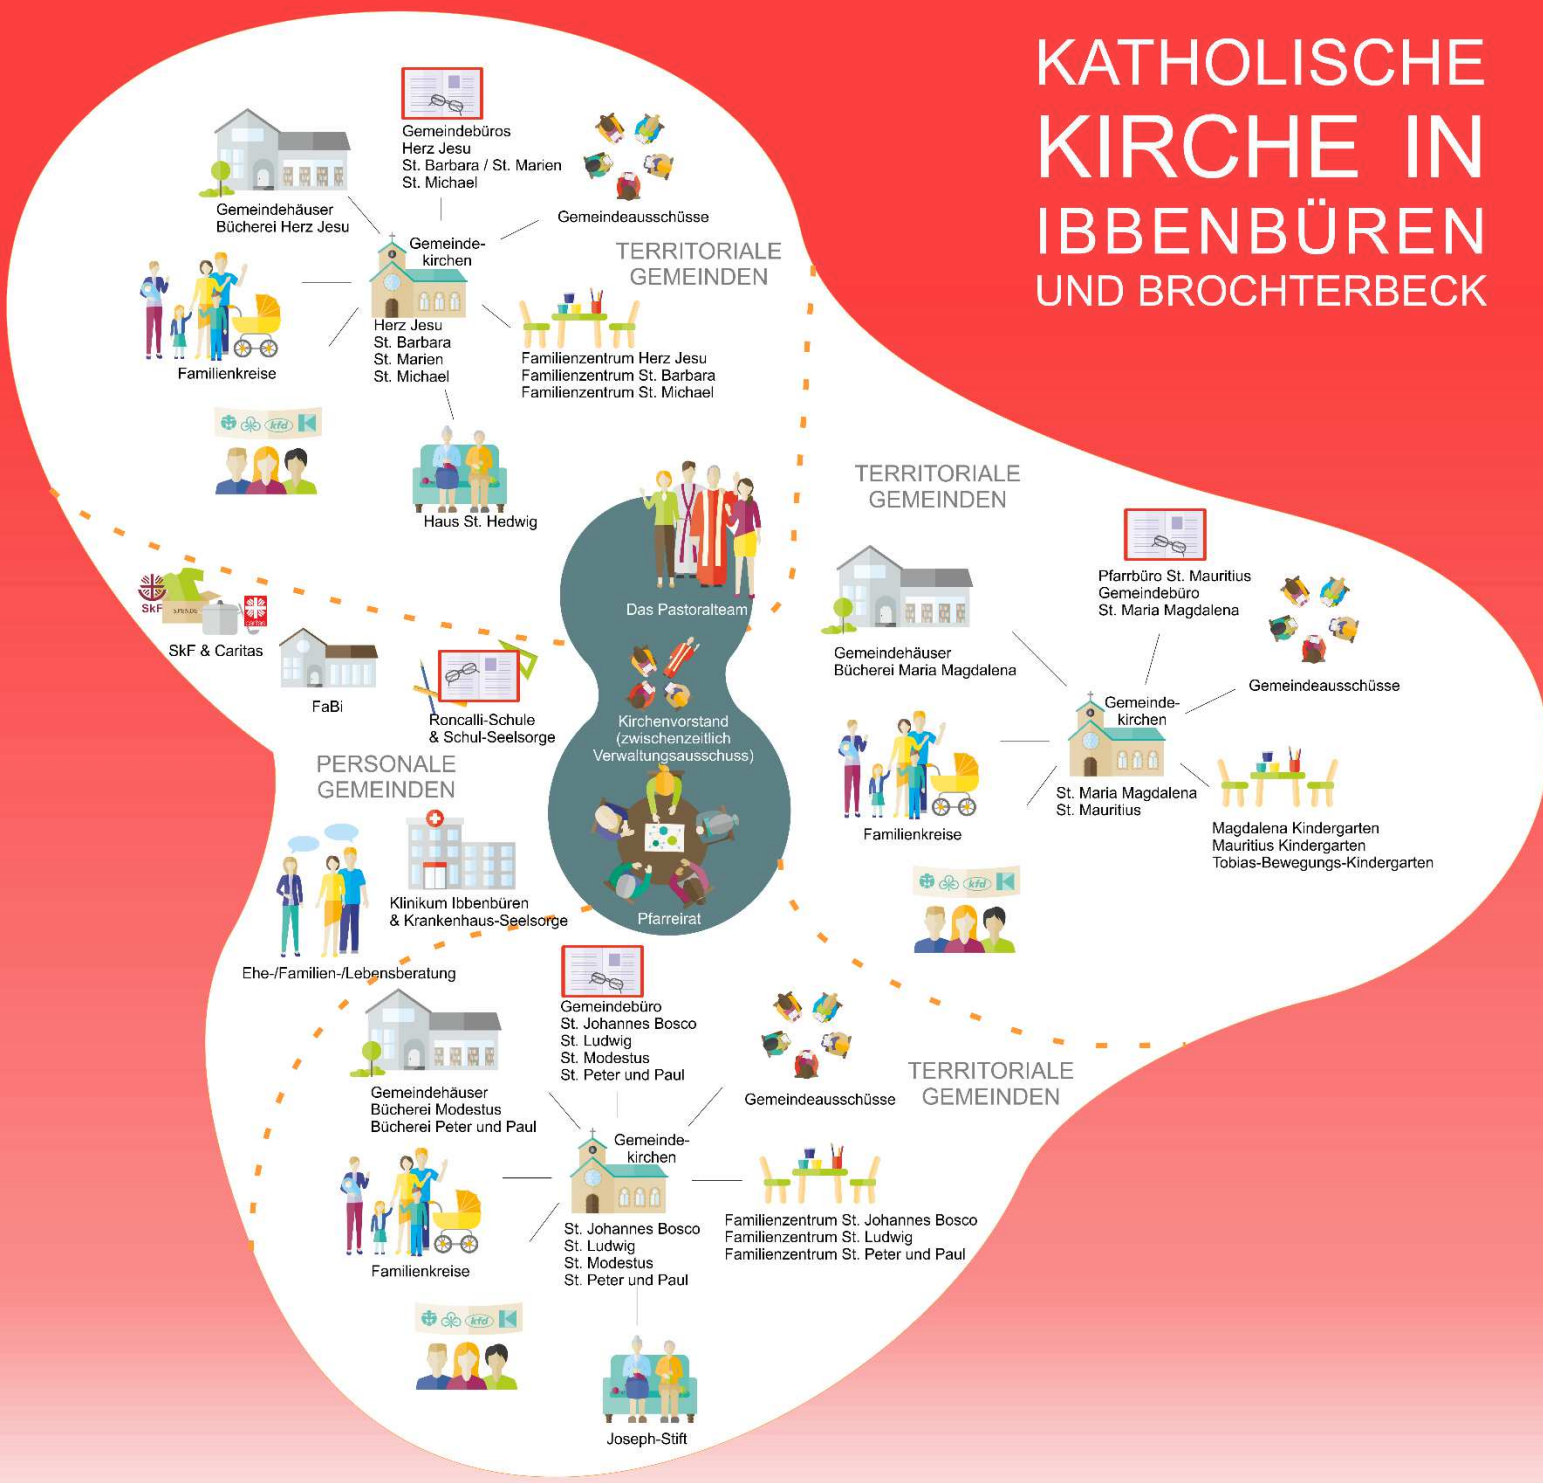 KATHOLISCHE
KIRCHE IN
IBBENBÜREN
UND BROCHTERBECK
Gemeindebüros
Herz Jesu
St. Barbara / St. Marien
St. Michael
Gemeindehäuser
Bücherei Herz Jesu
Gemeindeausschüsse
TERRITORIALE
GEMEINDEN
Gemeinde-
kirchen
Herz Jesu
St. Barbara
St. Marien
St. Michael
Familienkreise
Familienzentrum Herz Jesu
Familienzentrum St. Barbara
Familienzentrum St. Michael
kfd
Haus St. Hedwig
Das Pastoralteam
Kirchenvorstand
(zwischenzeitlich
Verwaltungsausschuss)
Pfarreirat
SkF
SPENDE
caritas
SkF & Caritas
FaBi
Roncalli-Schule
& Schul-Seelsorge
PERSONALE
GEMEINDEN
Klinikum Ibbenbüren
& Krankenhaus-Seelsorge
Ehe-/Familien-/Lebensberatung
TERRITORIALE
GEMEINDEN
Pfarrbüro St. Mauritius
Gemeindebüro
St. Maria Magdalena
Gemeindehäuser
Bücherei Maria Magdalena
Gemeindeausschüsse
Gemeinde-
kirchen
St. Maria Magdalena
St. Mauritius
Familienkreise
Magdalena Kindergarten
Mauritius Kindergarten
Tobias-Bewegungs-Kindergarten
kfd
Gemeindebüro
St. Johannes Bosco
St. Ludwig
St. Modestus
St. Peter und Paul
Gemeindehäuser
Bücherei Modestus
Bücherei Peter und Paul
Gemeindeausschüsse
TERRITORIALE
GEMEINDEN
Gemeinde-
kirchen
St. Johannes Bosco
St. Ludwig
St. Modestus
St. Peter und Paul
Familienkreise
Familienzentrum St. Johannes Bosco
Familienzentrum St. Ludwig
Familienzentrum St. Peter und Paul
kfd
Joseph-Stift